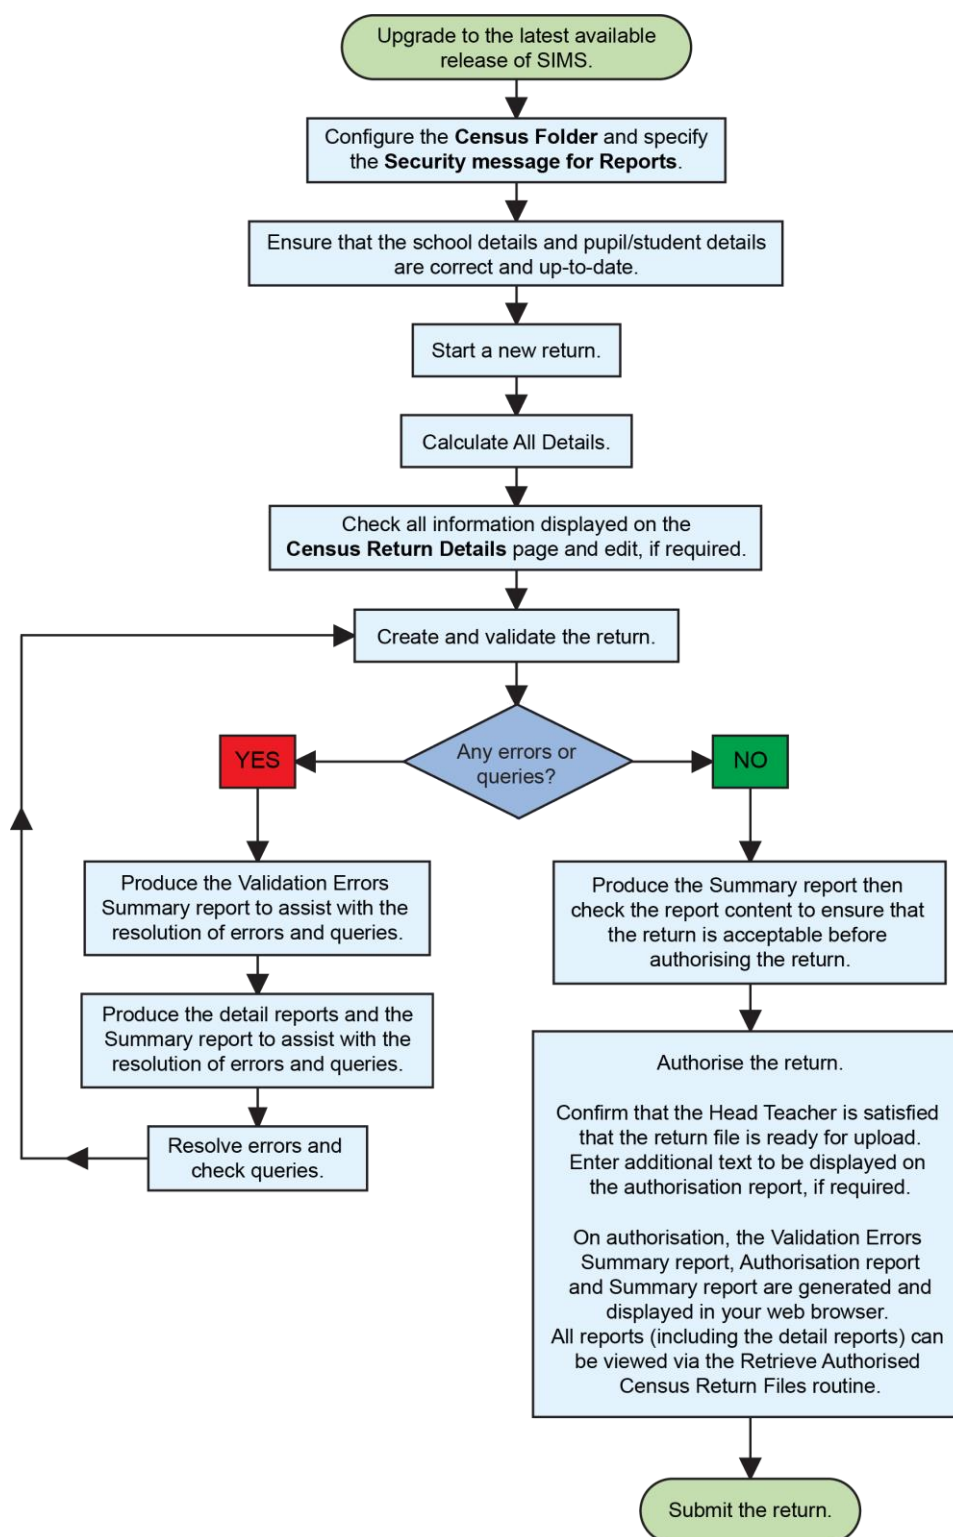 Upgrade to the latest available
release of SIMS.
Configure the Census Folder and specify
the Security message for Reports.
Ensure that the school details and pupil/student details
are correct and up-to-date.
Start a new return.
Calculate All Details.
Check all information displayed on the
Census Return Details page and edit, if required.
Create and validate the return.
Any errors or
queries?
YES
NO
Produce the Validation Errors
Summary report to assist with the
resolution of errors and queries.
Produce the detail reports and the
Summary report to assist with the
resolution of errors and queries.
Resolve errors and
check queries.
Produce the Summary report then
check the report content to ensure that
the return is acceptable before
authorising the return.
Authorise the return.
Confirm that the Head Teacher is satisfied
that the return file is ready for upload.
Enter additional text to be displayed on
the authorisation report, if required.
On authorisation, the Validation Errors
Summary report, Authorisation report
and Summary report are generated and
displayed in your web browser.
All reports (including the detail reports) can
be viewed via the Retrieve Authorised
Census Return Files routine.
Submit the return.